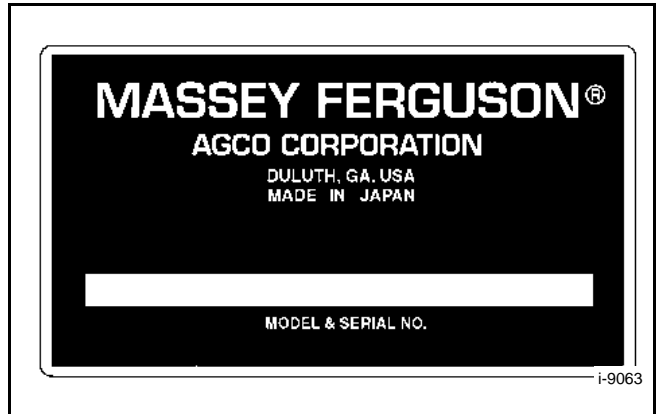 MASSEY FERGUSON®
AGCO CORPORATION
DULUTH, GA. USA
MADE IN JAPAN
MODEL & SERIAL NO.
i-9063